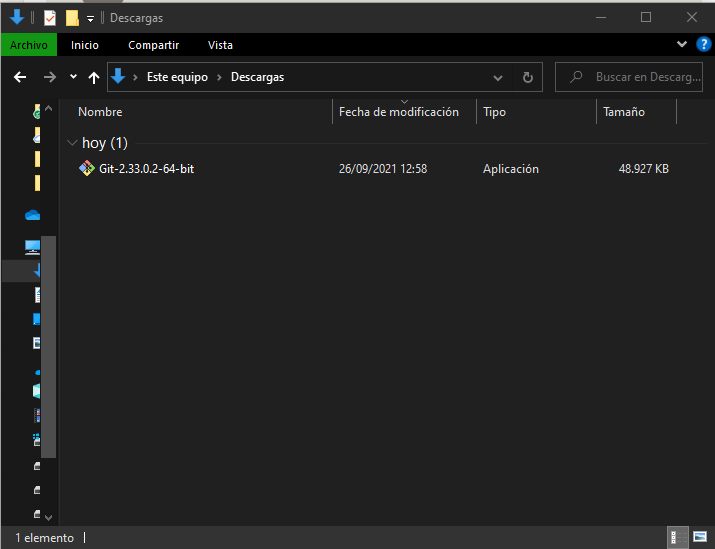 Descargas
Archivo Inicio Compartir Vista
Este equipo Descargas Buscar en Descarg...
Nombre Fecha de modificación Tipo Tamaño
hoy (1)
Git-2.33.0.2-64-bit 26/09/2021 12:58 Aplicación 48.927 KB
1 elemento